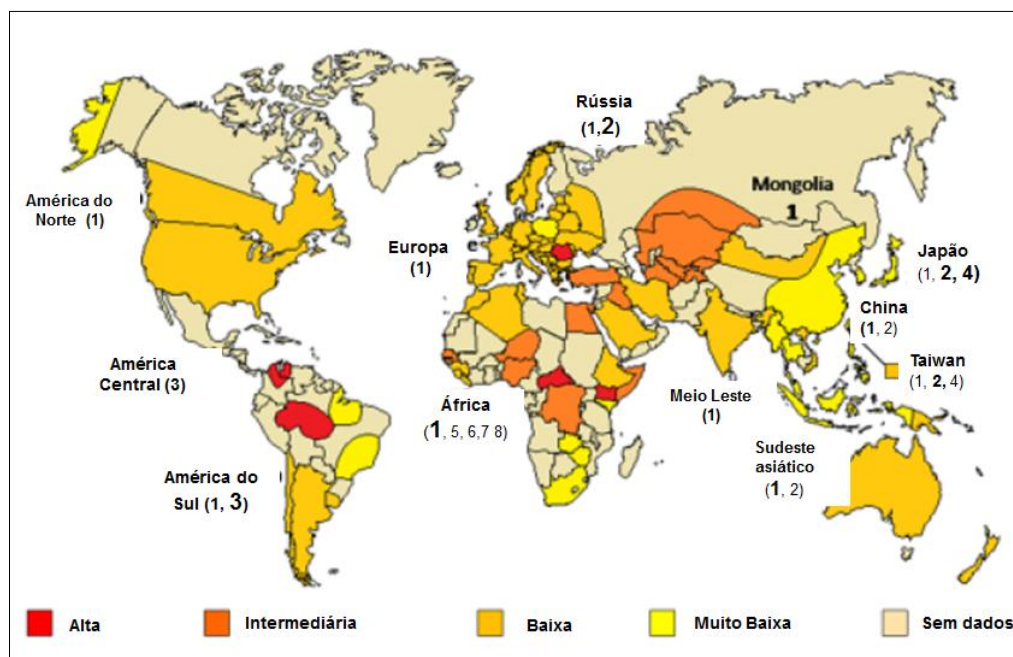 Rússia
(1,2)
Mongolia
1
América do
Norte (1)
Europa
(1)
Japão
(1, 2, 4)
China
(1, 2)
Taiwan
(1, 2, 4)
América
Central (3)
África
(1, 5, 6,7 8)
Meio Leste
(1)
Sudeste
asiático
(1, 2)
América do
Sul (1, 3)
Alta
Intermediária
Baixa
Muito Baixa
Sem dados